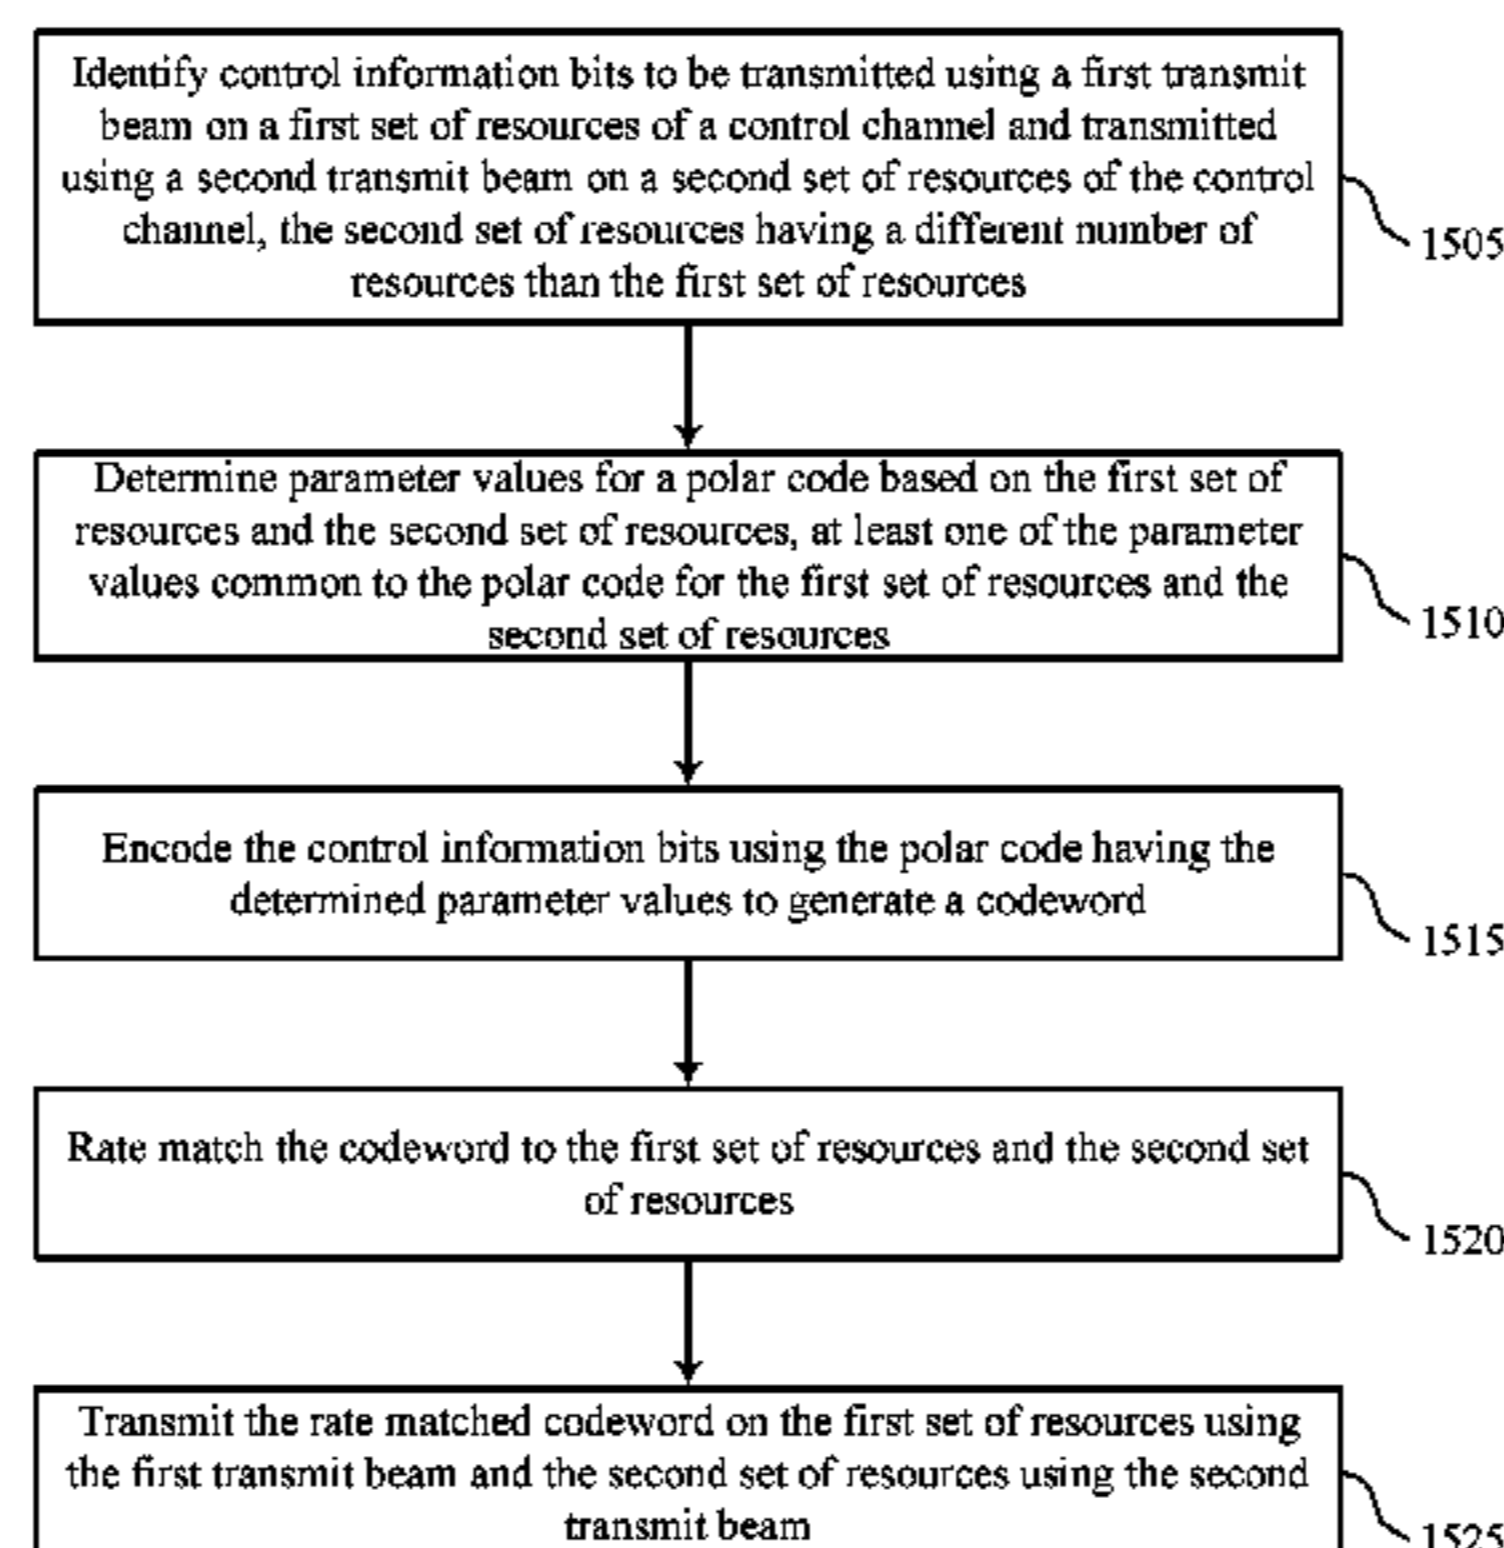 Identify control information bits to be transmitted using a first transmit
beam on a first set of resources of a control channel and transmitted
using a second transmit beam on a second set of resources of the control
channel, the second set of resources having a different number of
resources than the first set of resources
1505
Determine parameter values for a polar code based on the first set of
resources and the second set of resources, at least one of the parameter
values common to the polar code for the first set of resources and the
second set of resources
1510
Encode the control information bits using the polar code having the
determined parameter values to generate a codeword
1515
Rate match the codeword to the first set of resources and the second set
of resources
1520
Transmit the rate matched codeword on the first set of resources using
the first transmit beam and the second set of resources using the second
transmit beam
1525